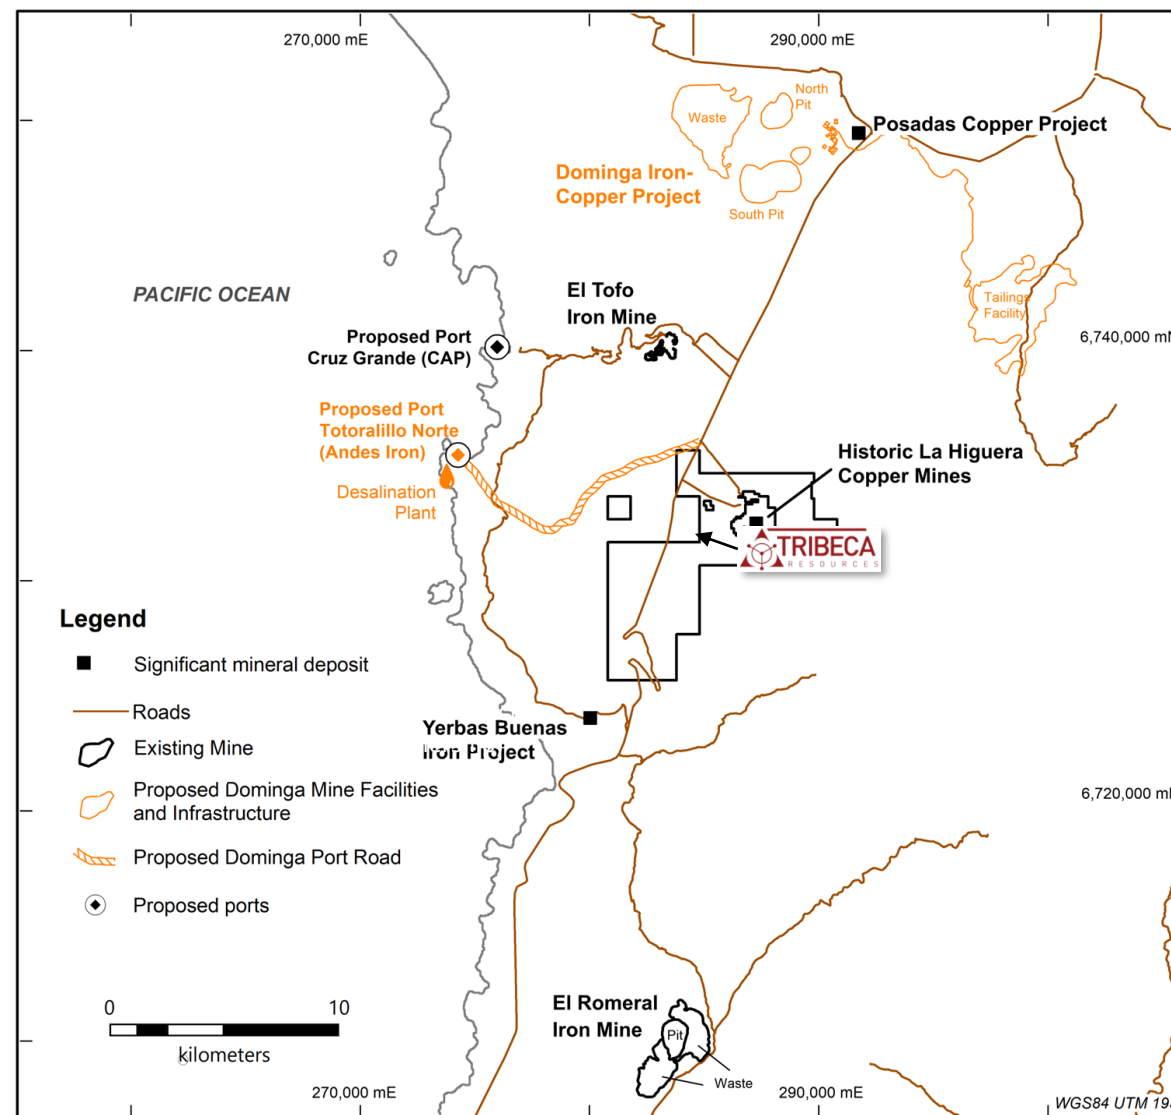 270,000 mE
290,000 mE
North
Pit
Waste
Posadas Copper Project
Dominga Iron-
Copper Project
South Pit
PACIFIC OCEAN
El Tofo
Iron Mine
Tailings
Facility
Proposed Port
Cruz Grande (CAP)
6,740,000 mN
Proposed Port
Totoralillo Norte
(Andes Iron)
Historic La Higuera
Copper Mines
Desalination
Plant
TRIBECA
RESOURCES
Legend
Significant mineral deposit
Roads
Existing Mine
Proposed Dominga Mine Facilities
and Infrastructure
Proposed Dominga Port Road
Proposed ports
Yerbas Buenas
Iron Project
6,720,000 m
0 10
kilometers
El Romeral
Iron Mine
Pit
Waste
270,000 mE
290,000 mE
WGS84 UTM 19